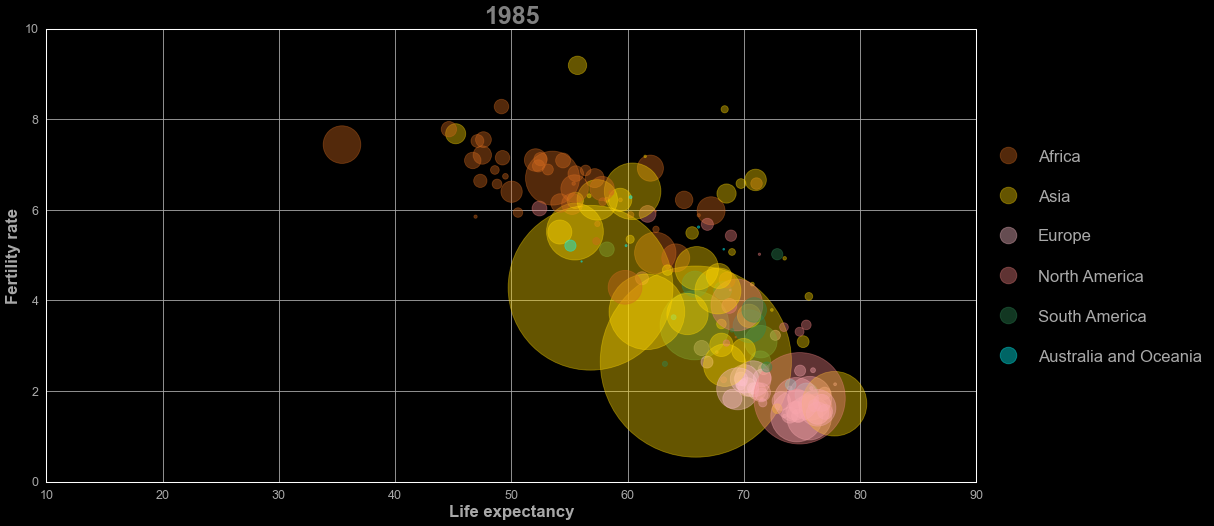 1985
10
8
6
4
2
0
Fertility rate
10 20 30 40 50 60 70 80 90
Life expectancy
Africa
Asia
Europe
North America
South America
Australia and Oceania